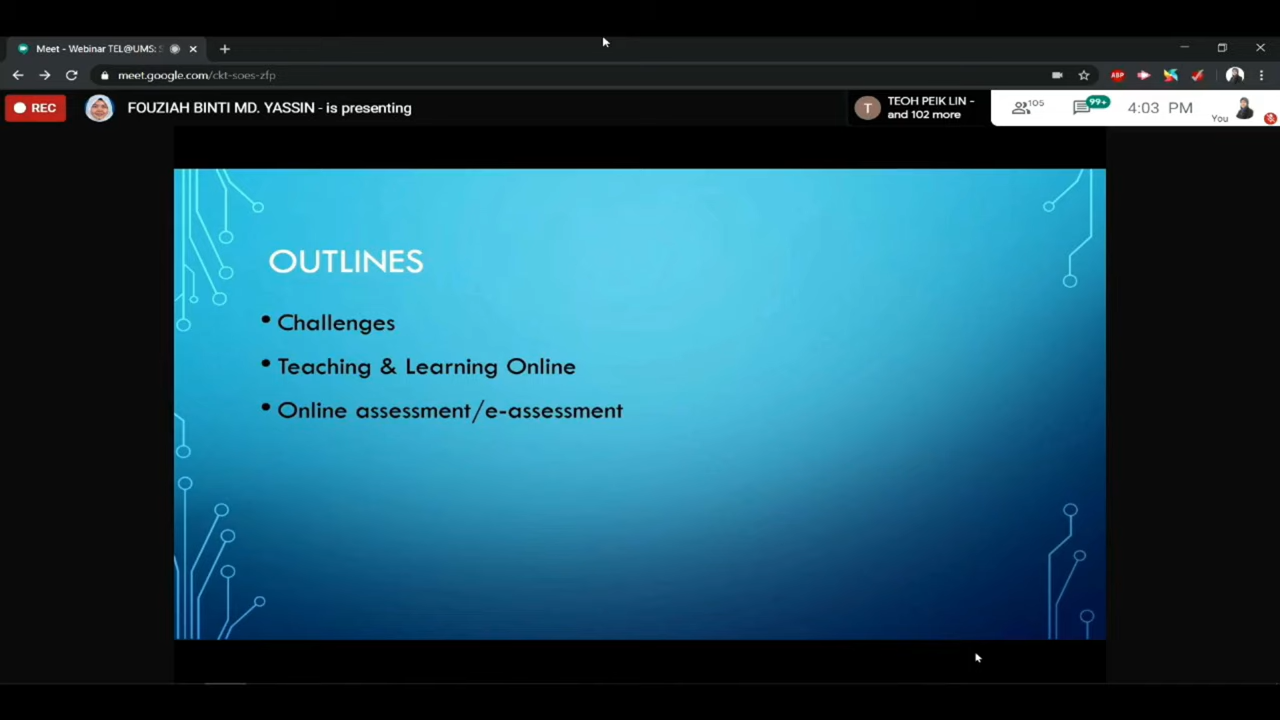 Meet - Webinar TEL@UMS: S
meet.google.com/ckt-soes-zfp
ABP
REC
FOUZIAH BINTI MD. YASSIN - is presenting
T
TEOH PEIK LIN -
and 102 more
105
99+
4:03 PM
You
OUTLINES
• Challenges
• Teaching & Learning Online
• Online assessment/e-assessment